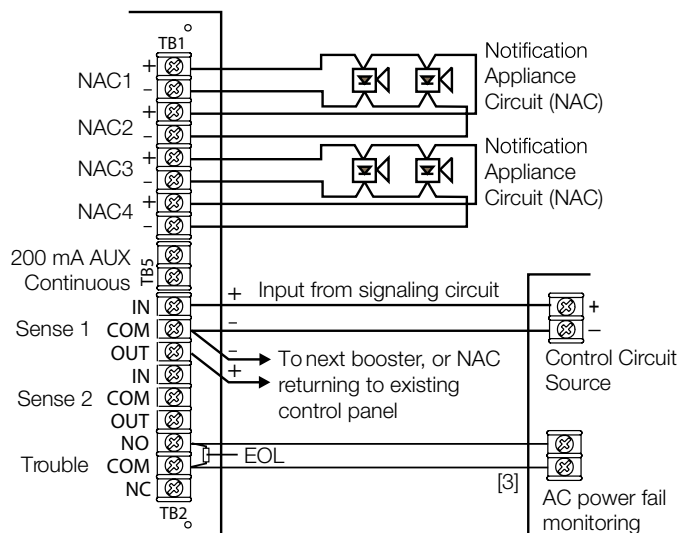 TB1
NAC1 + –
NAC2 + –
NAC3 + –
NAC4 + –
Notification
Appliance
Circuit (NAC)
Notification
Appliance
Circuit (NAC)
200 mA AUX
Continuous
TB5
Sense 1
IN
COM
OUT
+ Input from signaling circuit
–
–
+
To next booster, or NAC
returning to existing
control panel
+
–
Control Circuit
Source
Sense 2
IN
COM
OUT
Trouble
NO
COM
NC
EOL
[3]
AC power fail
monitoring
TB2